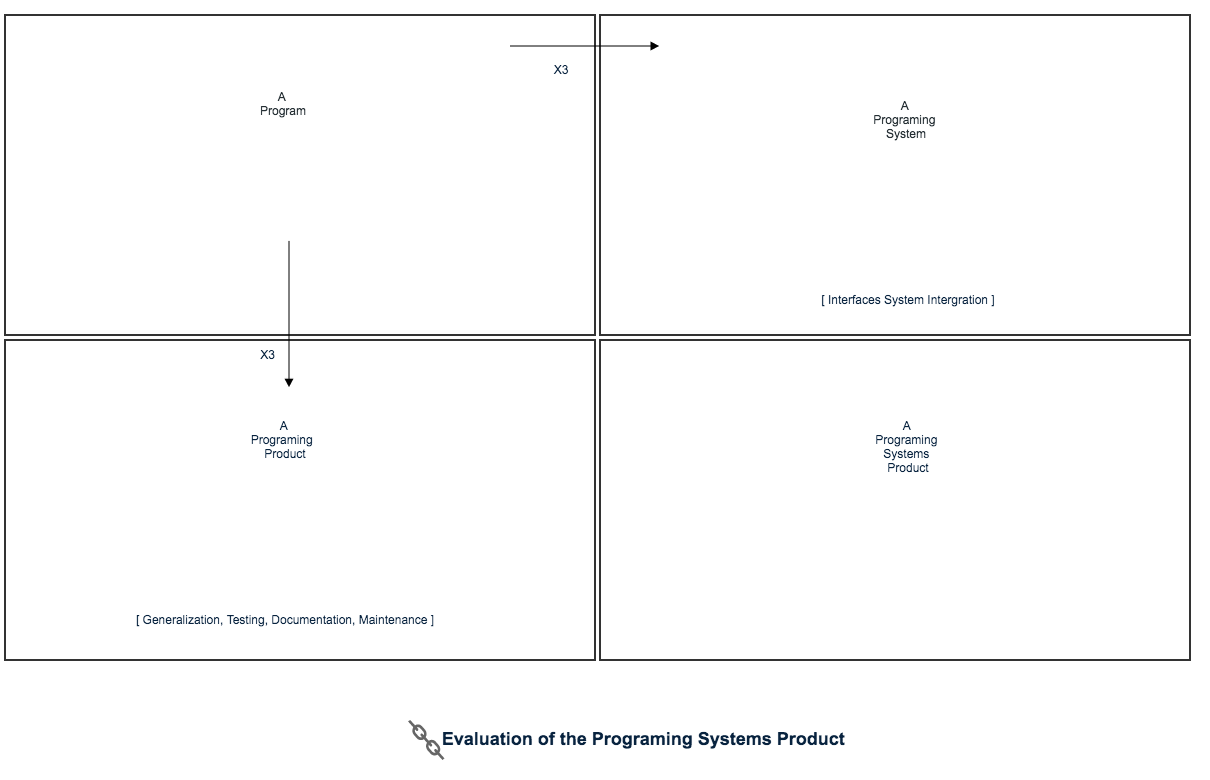 X3
A
Program
A
Programing
System
[ Interfaces System Intergration ]
X3
A
Programing
Product
[ Generalization, Testing, Documentation, Maintenance ]
A
Programing
Systems
Product
Evaluation of the Programing Systems Product